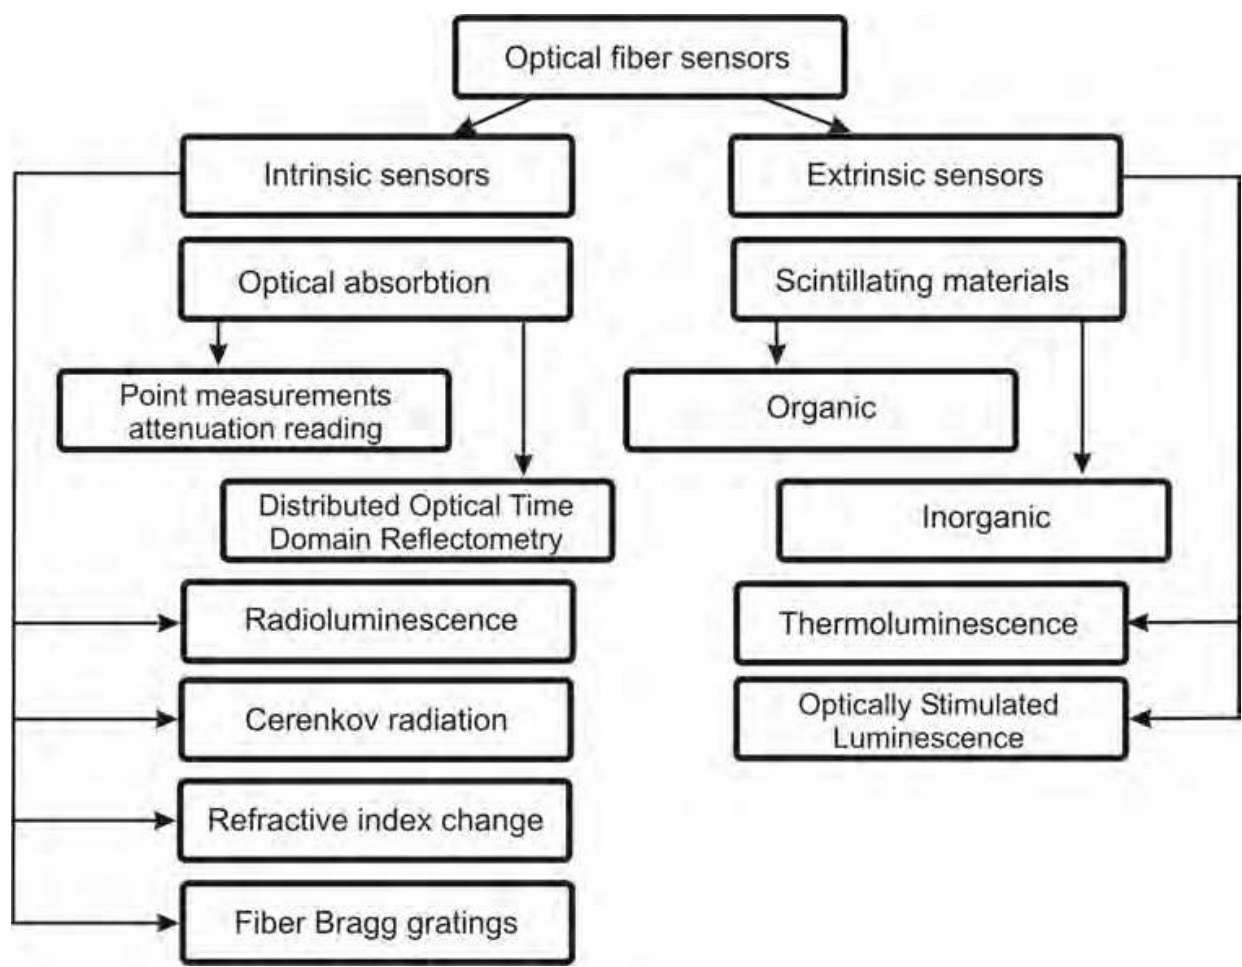 Optical fiber sensors
Intrinsic sensors
Extrinsic sensors
Optical absorbtion
Scintillating materials
Point measurements
attenuation reading
Organic
Distributed Optical Time
Domain Reflectometry
Inorganic
Radioluminescence
Thermoluminescence
Cerenkov radiation
Optically Stimulated
Luminescence
Refractive index change
Fiber Bragg gratings